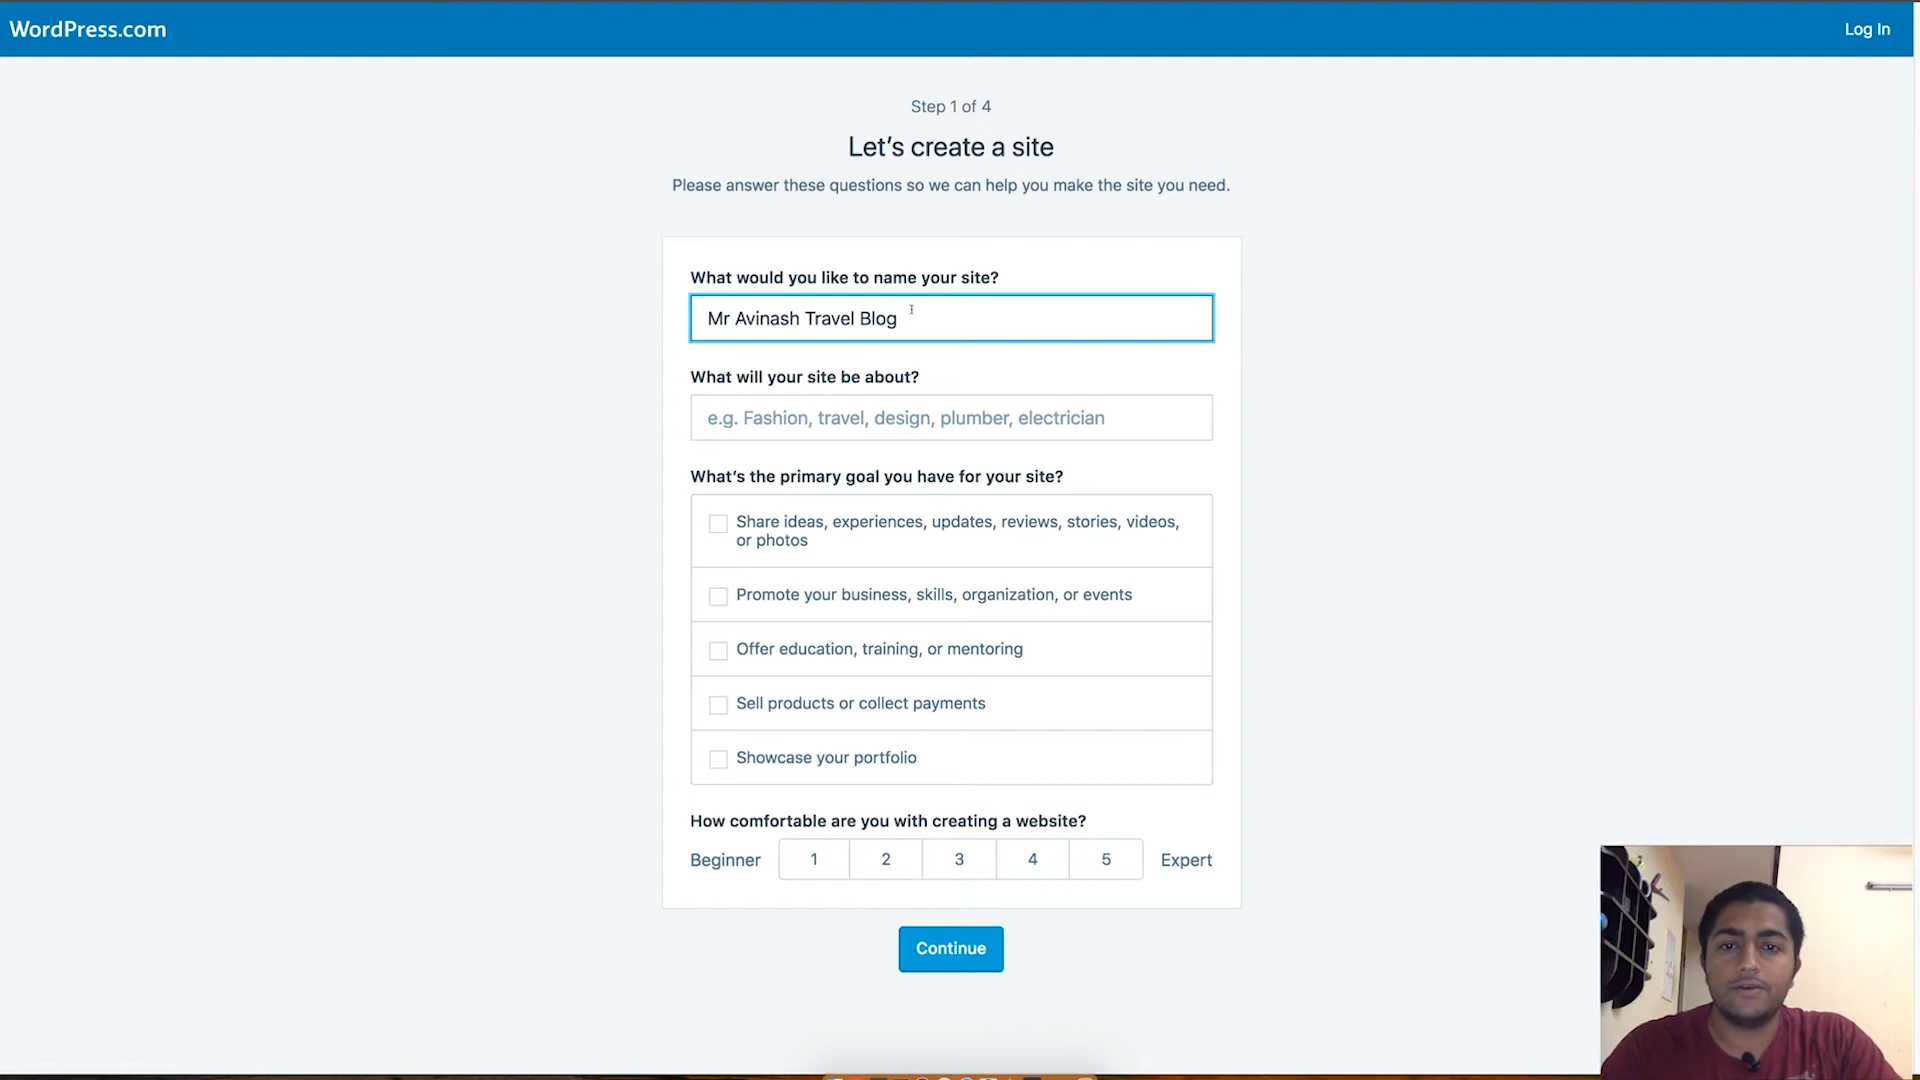 WordPress.com
Log In
Step 1 of 4
Let’s create a site
Please answer these questions so we can help you make the site you need.
What would you like to name your site?
Mr Avinash Travel Blog
What will your site be about?
e.g. Fashion, travel, design, plumber, electrician
What’s the primary goal you have for your site?
Share ideas, experiences, updates, reviews, stories, videos,
or photos
Promote your business, skills, organization, or events
Offer education, training, or mentoring
Sell products or collect payments
Showcase your portfolio
How comfortable are you with creating a website?
Beginner 1 2 3 4 5 Expert
Continue